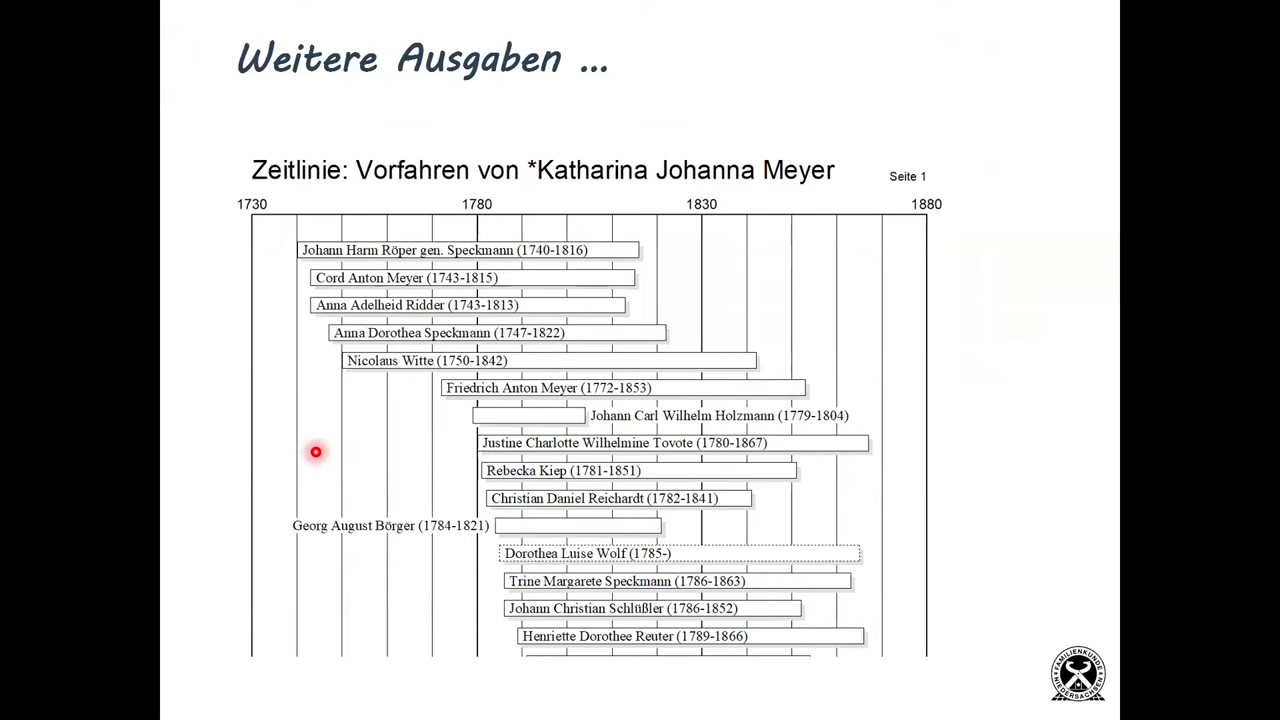 Weitere Ausgaben ...
Zeitlinie: Vorfahren von *Katharina Johanna Meyer
Seite 1
1730 1780 1830 1880
Johann Harm Röper gen. Speckmann (1740-1816)
Cord Anton Meyer (1743-1815)
Anna Adelheid Ridder (1743-1813)
Anna Dorothea Speckmann (1747-1822)
Nicolaus Witte (1750-1842)
Friedrich Anton Meyer (1772-1853)
Johann Carl Wilhelm Holzmann (1779-1804)
Justine Charlotte Wilhelmine Tovote (1780-1867)
Rebecka Kiep (1781-1851)
Christian Daniel Reichardt (1782-1841)
Georg August Börger (1784-1821)
Dorothea Luise Wolf (1785-)
Trine Margarete Speckmann (1786-1863)
Johann Christian Schlüßler (1786-1852)
Henriette Dorothee Reuter (1789-1866)
FAMILIENKUNDE
NIEDERSACHSEN